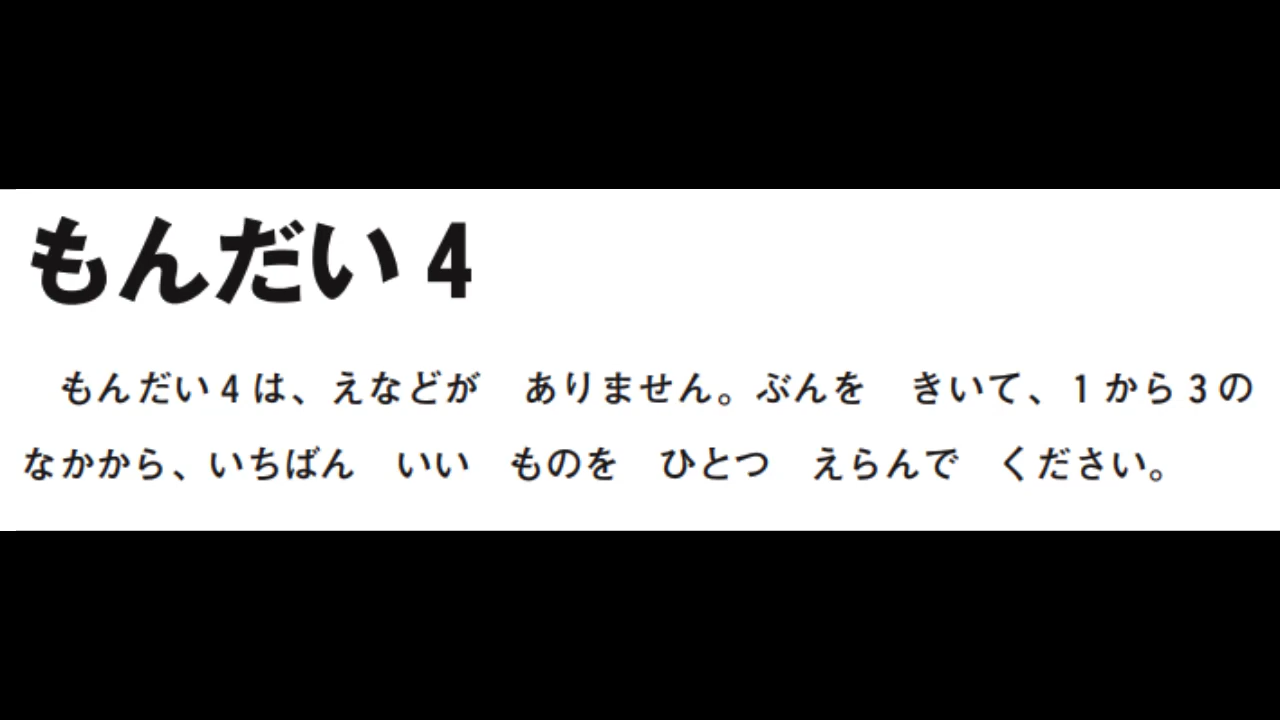 もんだい 4
もんだい 4 は、えなどが　ありません。ぶんを　きいて、1 から 3 の
なかから、いちばん　いい　ものを　ひとつ　えらんで　ください。